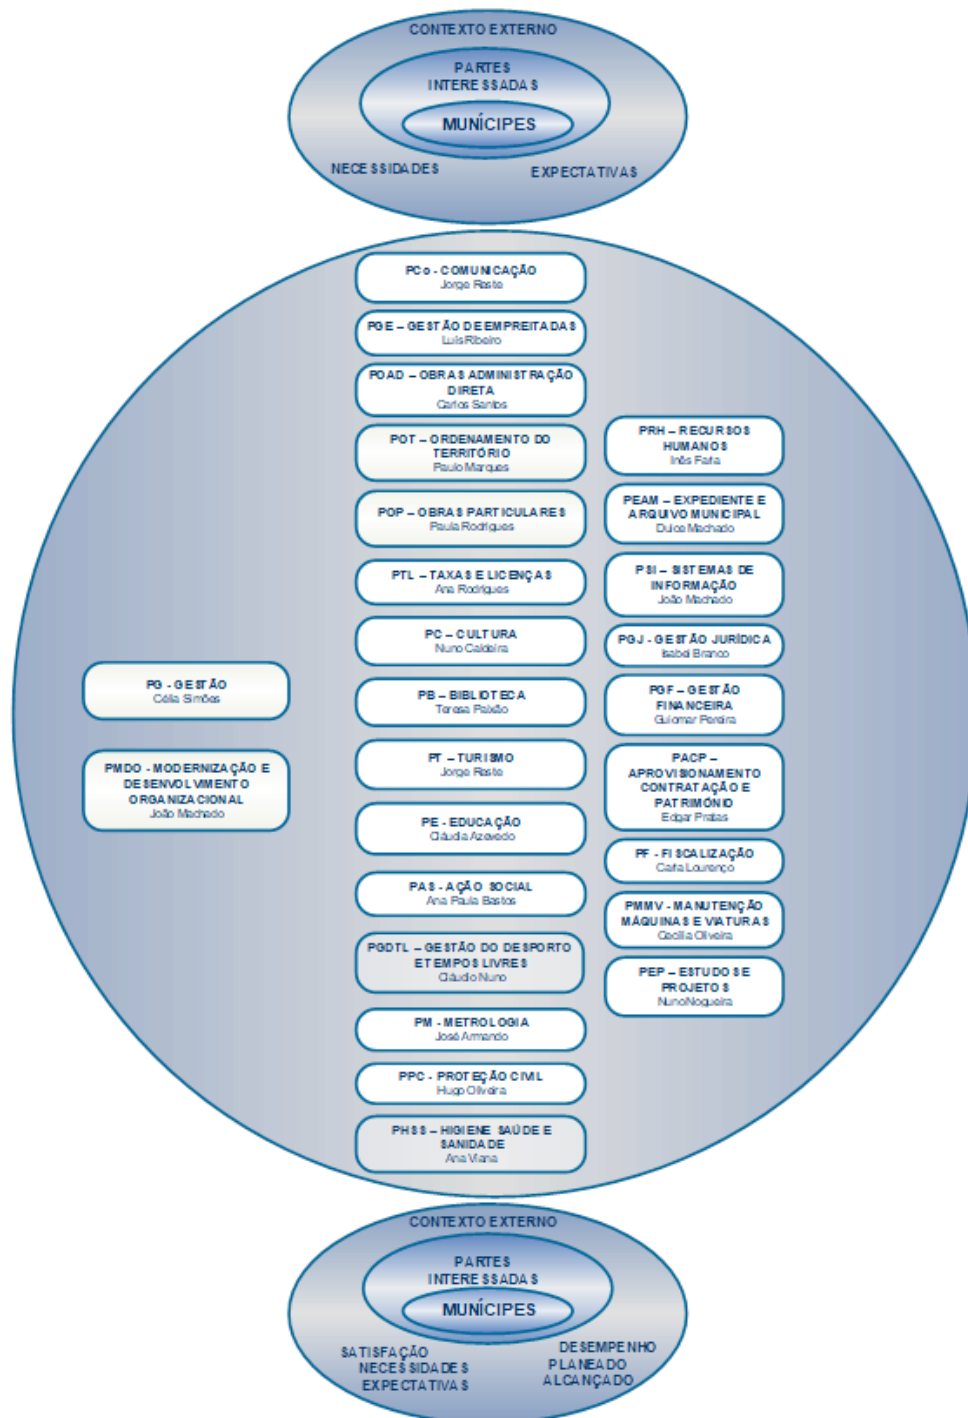 CONTEXTO EXTERNO
PARTES
INTERESSADAS
MUNÍCIPES
NECESSIDADES
EXPECTATIVAS
PCo - COMUNICAÇÃO
Jorge Raste
PGE – GESTÃO DE EMPREITADAS
Luís Ribeiro
POAD – OBRAS ADMINISTRAÇÃO
DIRETA
Carlos Santos
POT – ORDENAMENTO DO
TERRITÓRIO
Paulo Marques
POP – OBRAS PARTICULARES
Paula Rodrigues
PTL – TAXAS E LICENÇAS
Ana Rodrigues
PC – CULTURA
Nuno Caldeira
PB – BIBLIOTECA
Teresa Paixão
PT – TURISMO
Jorge Raste
PE - EDUCAÇÃO
Cláudia Azevedo
PAS - AÇÃO SOCIAL
Ana Paula Bastos
PGDTL – GESTÃO DO DESPORTO
E TEMPOS LIVRES
Cláudio Nuno
PM - METROLOGIA
José Armando
PPC - PROTEÇÃO CIVIL
Hugo Oliveira
PHSS – HIGIENE SAÚDE E
SANIDADE
Ana Viana
PG - GESTÃO
Célia Simões
PMDO - MODERNIZAÇÃO E
DESENVOLVIMENTO
ORGANIZACIONAL
João Machado
PRH – RECURSOS
HUMANOS
Inês Faria
PEAM – EXPEDIENTE E
ARQUIVO MUNICIPAL
Dulce Machado
PSI – SISTEMAS DE
INFORMAÇÃO
João Machado
PGJ - GESTÃO JURÍDICA
Isabel Branco
PGF – GESTÃO
FINANCEIRA
Guiomar Pereira
PACP –
APROVISIONAMENTO
CONTRATAÇÃO E
PATRIMÓNIO
Edgar Pratas
PF - FISCALIZAÇÃO
Carla Lourenço
PMMV - MANUTENÇÃO
MÁQUINAS E VIATURAS
Cecília Oliveira
PEP – ESTUDOS E
PROJETOS
Nuno Nogueira
CONTEXTO EXTERNO
PARTES
INTERESSADAS
MUNÍCIPES
SATISFAÇÃO
NECESSIDADES
EXPECTATIVAS
DESEMPENHO
PLANEADO
ALCANÇADO